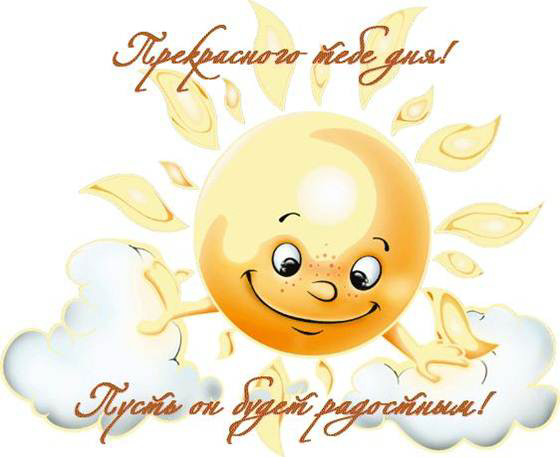 Прекрасного тебе дня!
Пусть он будет радостным!